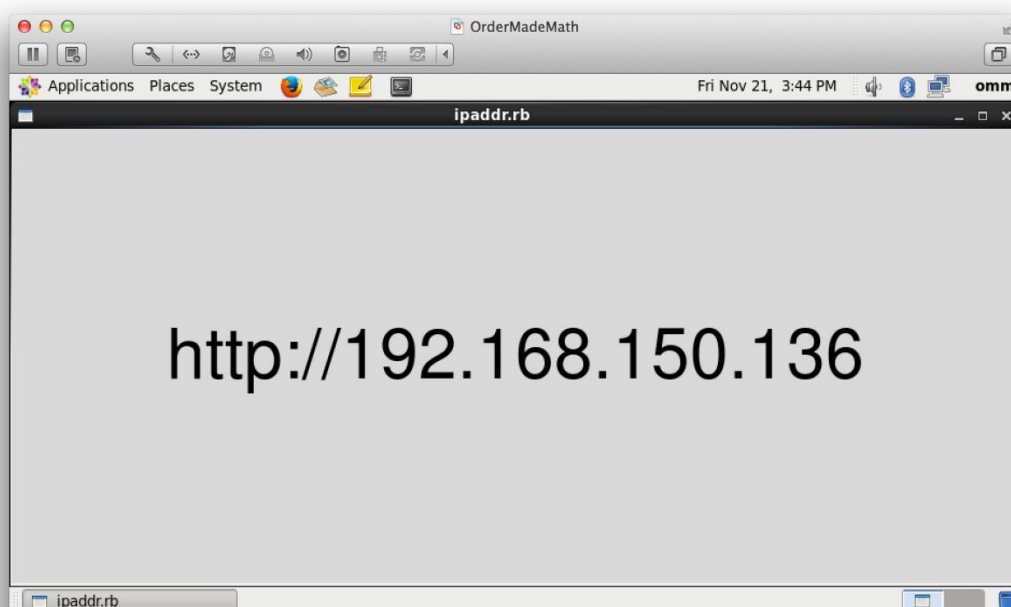 OrderMadeMath
Applications Places System Fri Nov 21, 3:44 PM omm
ipaddr.rb
http://192.168.150.136
ipaddr.rb